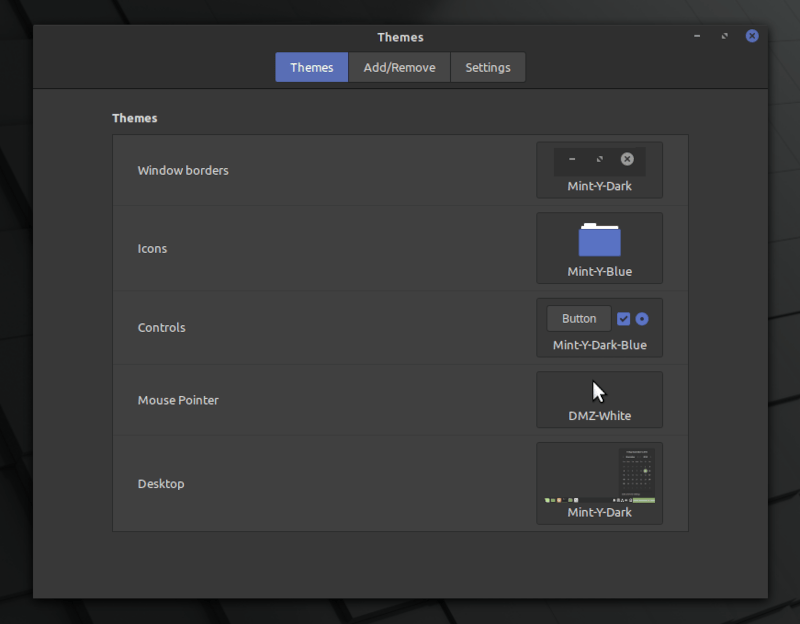 Themes
Themes Add/Remove Settings
Themes
Window borders
Mint-Y-Dark
Icons
Mint-Y-Blue
Controls
Button
Mint-Y-Dark-Blue
Mouse Pointer
DMZ-White
Desktop
Mint-Y-Dark